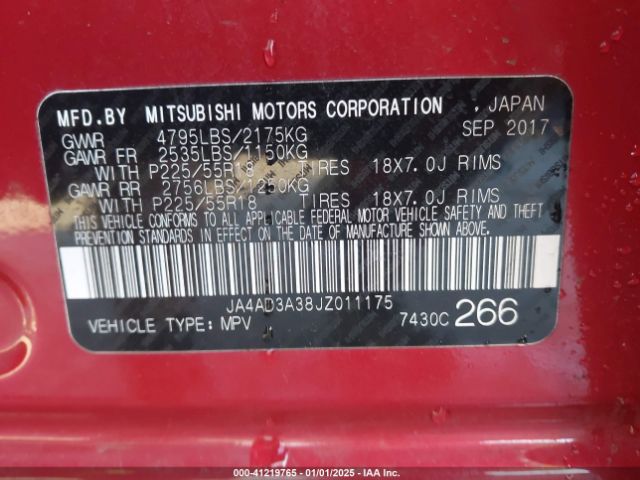 MFD.BY MITSUBISHI MOTORS CORPORATION , JAPAN
GVWR 4795LBS/2175KG SEP 2017
GAWR FR 2535LBS/1150KG
WITH P225/55R18 TIRES 18X7.0J RIMS
GAWR RR 2756LBS/1250KG
WITH P225/55R18 TIRES 18X7.0J RIMS
THIS VEHICLE CONFORMS TO ALL APPLICABLE FEDERAL MOTOR VEHICLE SAFETY AND THEFT
PREVENTION STANDARDS IN EFFECT ON THE DATE OF MANUFACTURE SHOWN ABOVE.
JA4AD3A38JZ011175
VEHICLE TYPE: MPV 7430C 266
000-41219765 - 01/01/2025 - IAAI.CA